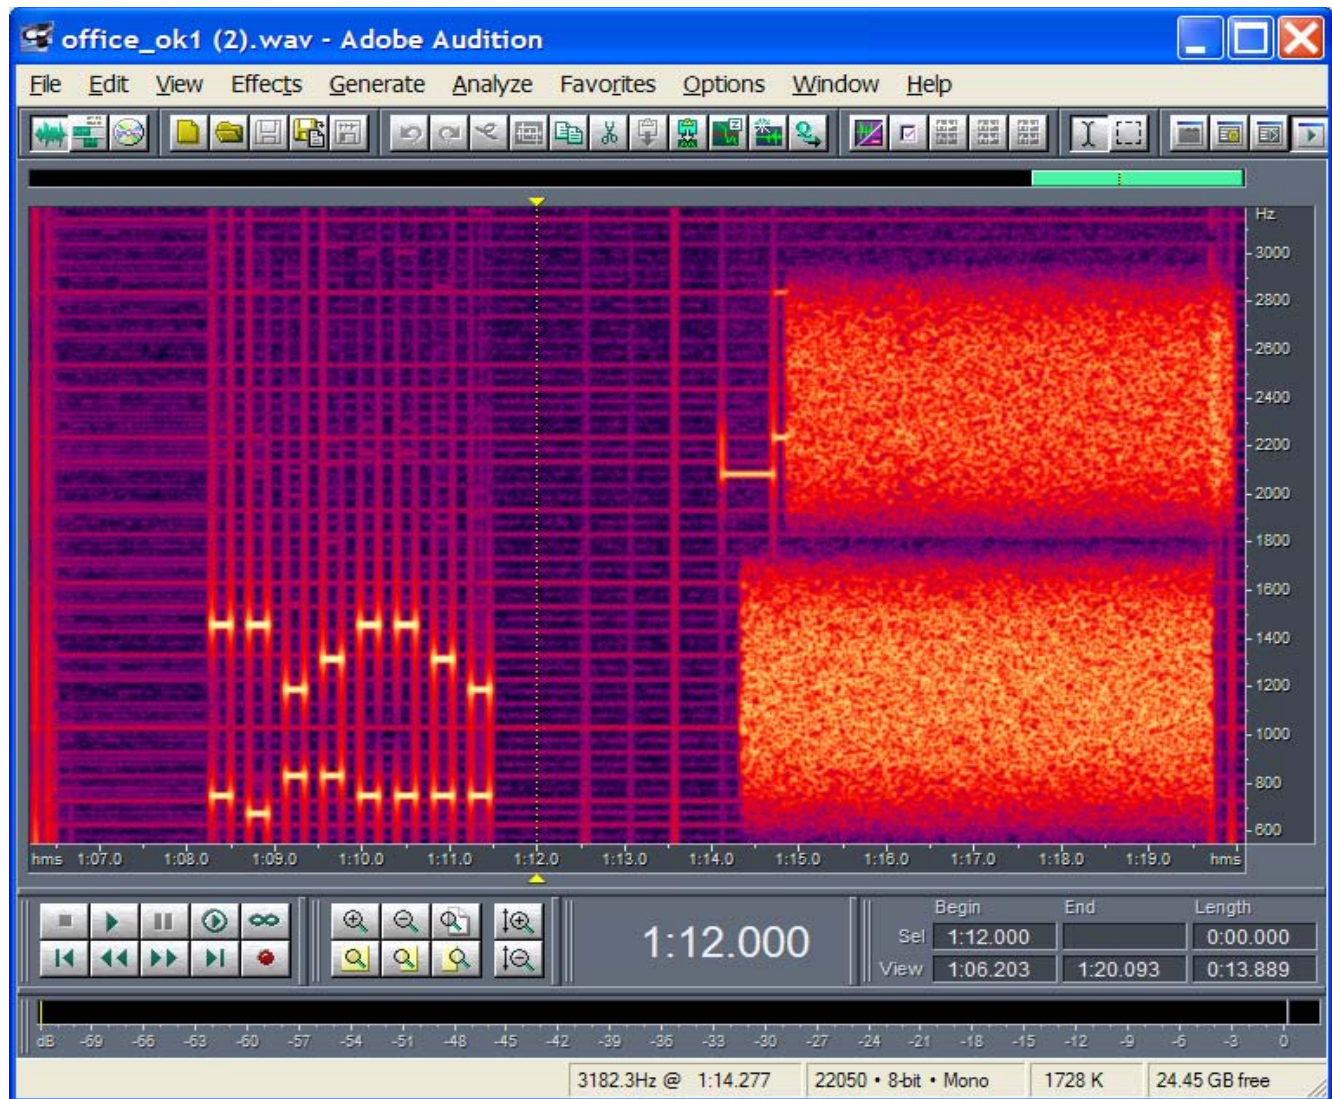 office_ok1 (2).wav - Adobe Audition
File Edit View Effects Generate Analyze Favorites Options Window Help
Hz
3000
2800
2600
2400
2200
2000
1800
1600
1400
1200
1000
800
600
hms 1:07.0 1:08.0 1:09.0 1:10.0 1:11.0 1:12.0 1:13.0 1:14.0 1:15.0 1:16.0 1:17.0 1:18.0 1:19.0 hms
Begin End Length
1:12.000
Sel 1:12.000 0:00.000
View 1:06.203 1:20.093 0:13.889
dB -69 -66 -63 -60 -57 -54 -51 -48 -45 -42 -39 -36 -33 -30 -27 -24 -21 -18 -15 -12 -9 -6 -3 0
3182.3Hz @ 1:14.277 22050 • 8-bit • Mono 1728 K 24.45 GB free